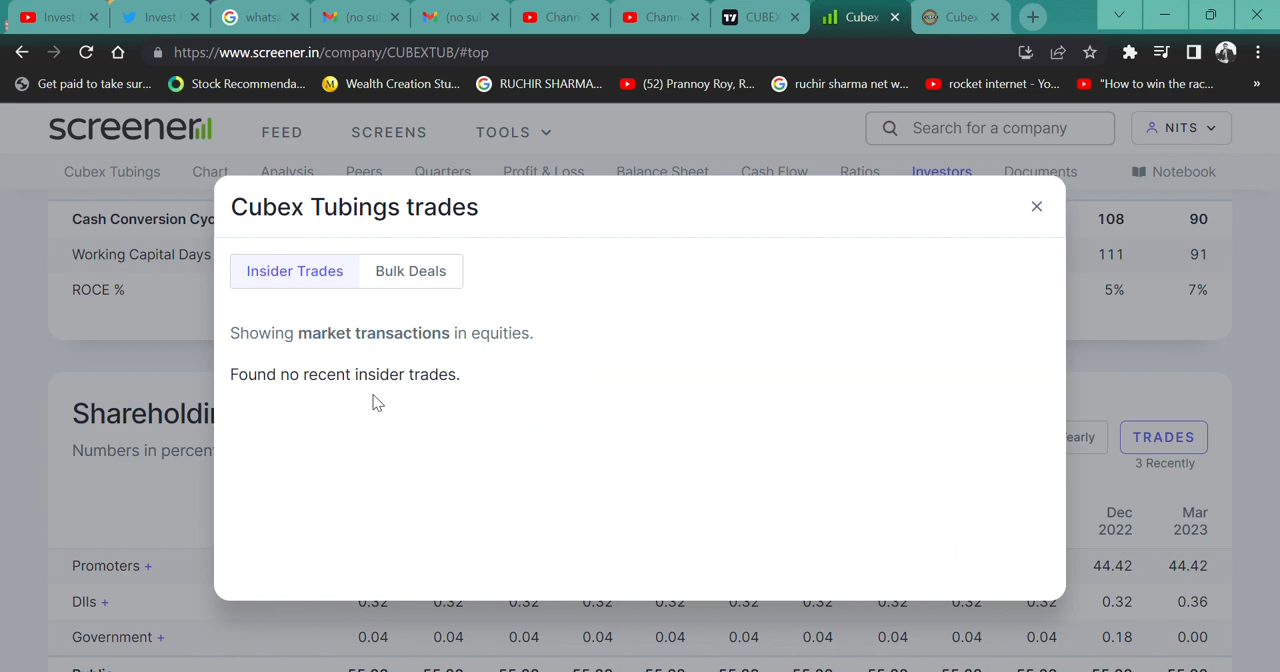 Invest
Invest
whatsa
(no su
(no su
Chann
Chann
CUBEX
Cubex
Cubex
https://www.screener.in/company/CUBEXTUB/#top
Get paid to take sur...
Stock Recommenda...
Wealth Creation Stu...
RUCHIR SHARMA...
(52) Prannoy Roy, R...
ruchir sharma net w...
rocket internet - Yo...
"How to win the rac...
»
screener
FEED
SCREENS
TOOLS
Search for a company
NITS
Cubex Tubings
Chart
Analysis
Peers
Quarters
Profit & Loss
Balance Sheet
Cash Flow
Ratios
Investors
Documents
Notebook
Cash Conversion Cyc
108 90
Working Capital Days
111 91
ROCE %
5% 7%
Cubex Tubings trades
Insider Trades
Bulk Deals
Showing market transactions in equities.
Found no recent insider trades.
Shareholdin
Numbers in percen
early
TRADES
3 Recently
Dec 2022
Mar 2023
Promoters +
44.42 44.42
DIIs +
0.32 0.32 0.32 0.32 0.32 0.32 0.32 0.32 0.32 0.32 0.32 0.36
Government +
0.04 0.04 0.04 0.04 0.04 0.04 0.04 0.04 0.04 0.04 0.18 0.00